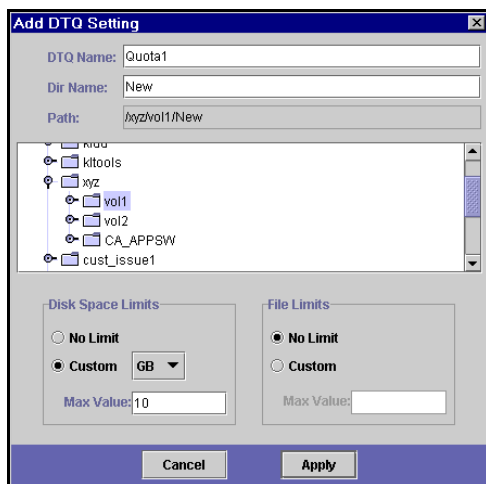 Add DTQ Setting
DTQ Name: Quota1
Dir Name: New
Path: /xyz/vol1/New
kltools
xyz
vol1
vol2
CA_APPSW
cust_issue1
Disk Space Limits
No Limit
Custom GB
Max Value: 10
File Limits
No Limit
Custom
Max Value:
Cancel Apply